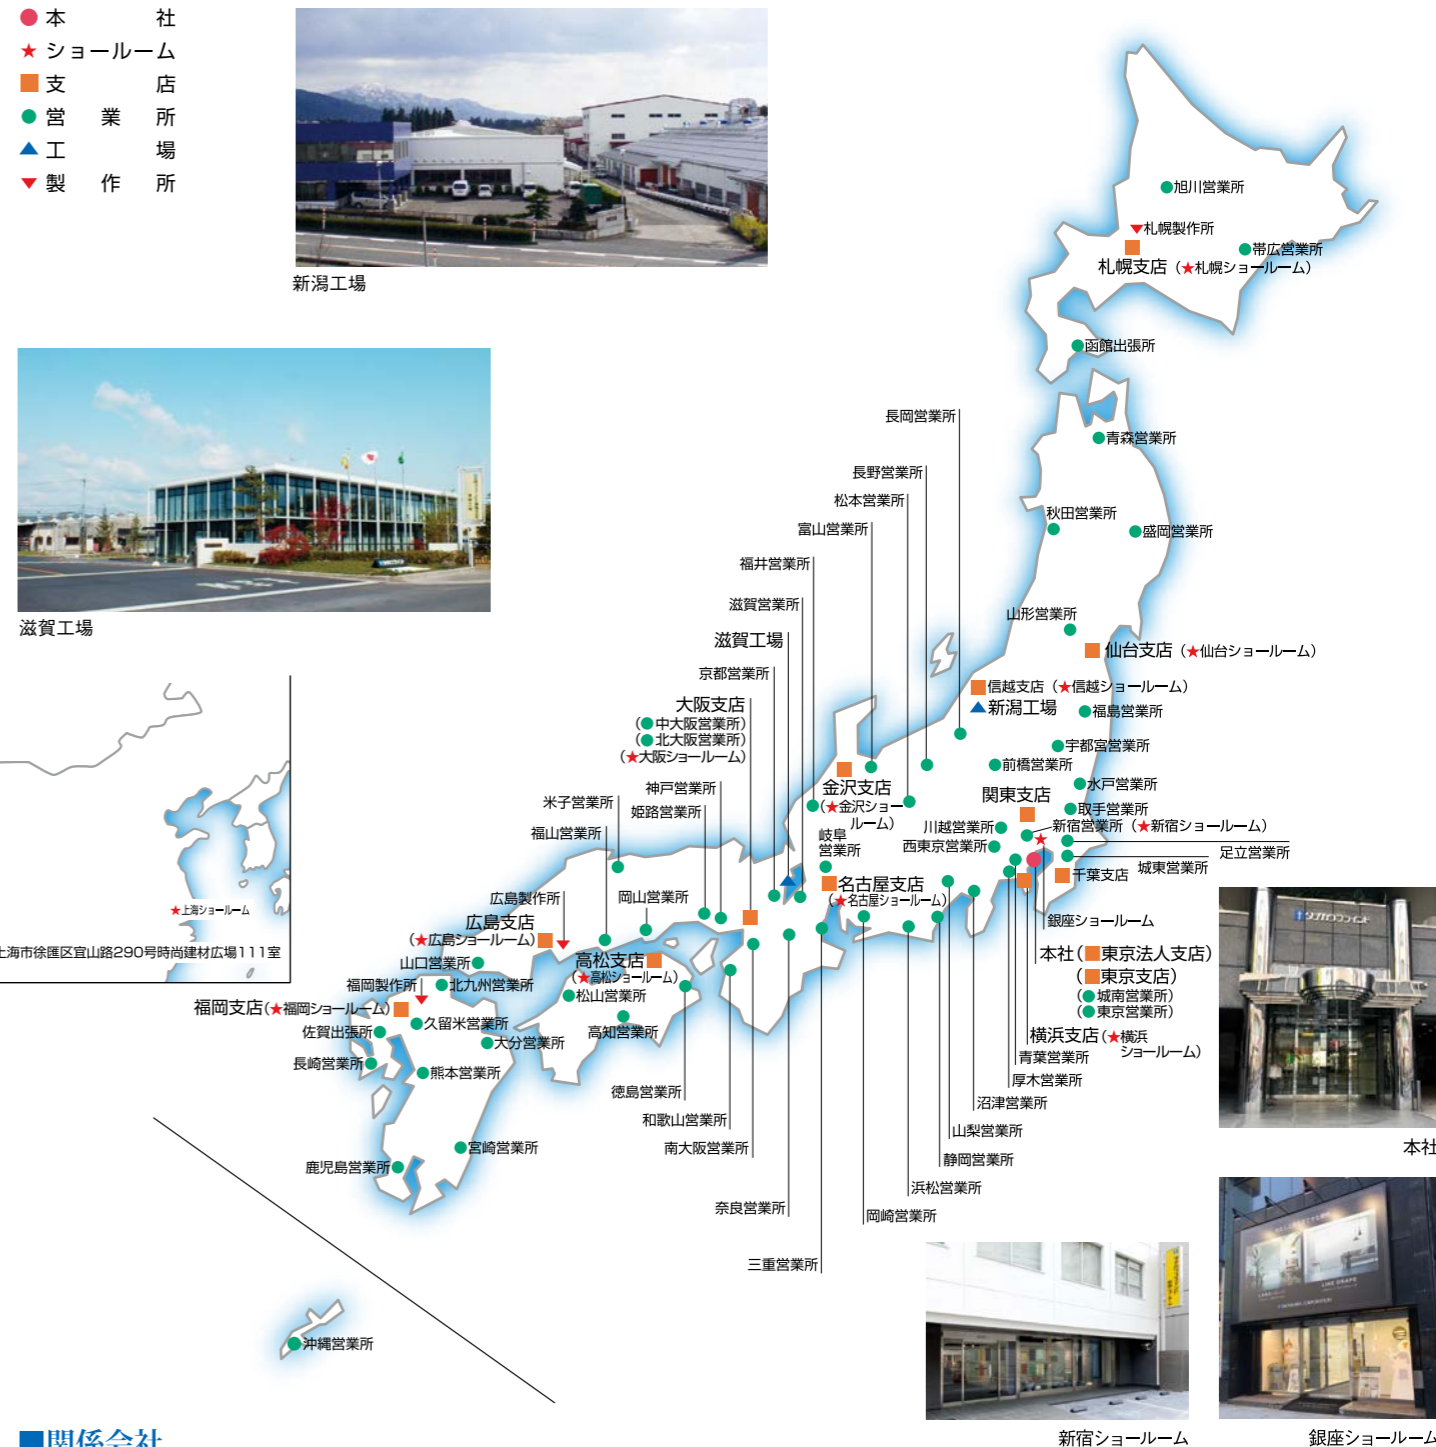 本社
ショールーム
支店
営業所
工場
製作所
新潟工場
滋賀工場
旭川営業所
札幌製作所
帯広営業所
札幌支店（★札幌ショールーム）
函館出張所
長岡営業所
青森営業所
長野営業所
松本営業所
秋田営業所
富山営業所
盛岡営業所
福井営業所
滋賀営業所
山形営業所
滋賀工場
仙台支店（★仙台ショールーム）
京都営業所
信越支店（★信越ショールーム）
大阪支店
新潟工場
福島営業所
（●中大阪営業所）
（●北大阪営業所）
宇都宮営業所
（★大阪ショールーム）
前橋営業所
金沢支店
（★金沢ショー
ルーム）
神戸営業所
水戸営業所
関東支店
米子営業所
姫路営業所
取手営業所
福山営業所
川越営業所
新宿営業所（★新宿ショールーム）
岐阜
営業所
西東京営業所
足立営業所
城東営業所
千葉支店
名古屋支店
（★名古屋ショールーム）
広島製作所
岡山営業所
上海ショールーム
広島支店
（★広島ショールーム）
銀座ショールーム
上海市徐匯区宜山路290号時尚建材広場111室
本社（■東京法人支店）
（■東京支店）
（●城南営業所）
（●東京営業所）
山口営業所
高松支店
（★高松ショールーム）
福岡製作所
北九州営業所
松山営業所
福岡支店（★福岡ショールーム）
久留米営業所
佐賀出張所
高知営業所
大分営業所
横浜支店（★横浜
ショールーム）
長崎営業所
熊本営業所
青葉営業所
厚木営業所
徳島営業所
沼津営業所
和歌山営業所
山梨営業所
宮崎営業所
南大阪営業所
本社
鹿児島営業所
静岡営業所
浜松営業所
奈良営業所
岡崎営業所
三重営業所
沖縄営業所
新宿ショールーム
銀座ショールーム
■関係会社